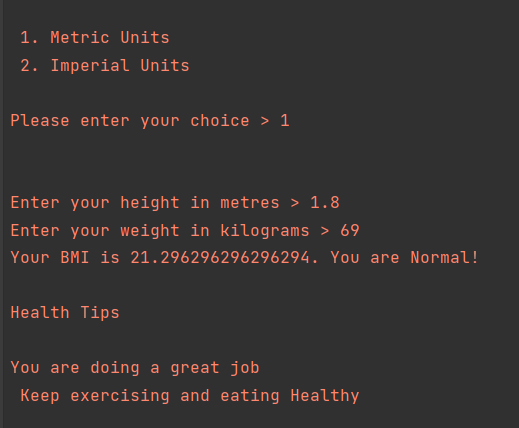 1. Metric Units
2. Imperial Units
Please enter your choice > 1
Enter your height in metres > 1.8
Enter your weight in kilograms > 69
Your BMI is 21.296296296296294. You are Normal!
Health Tips
You are doing a great job
Keep exercising and eating Healthy